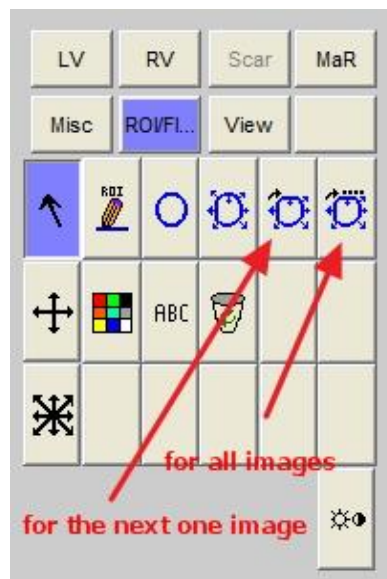 LV RV Scar MaR
Misc ROI/Fl... View
ROI
ABC
for all images
for the next one image